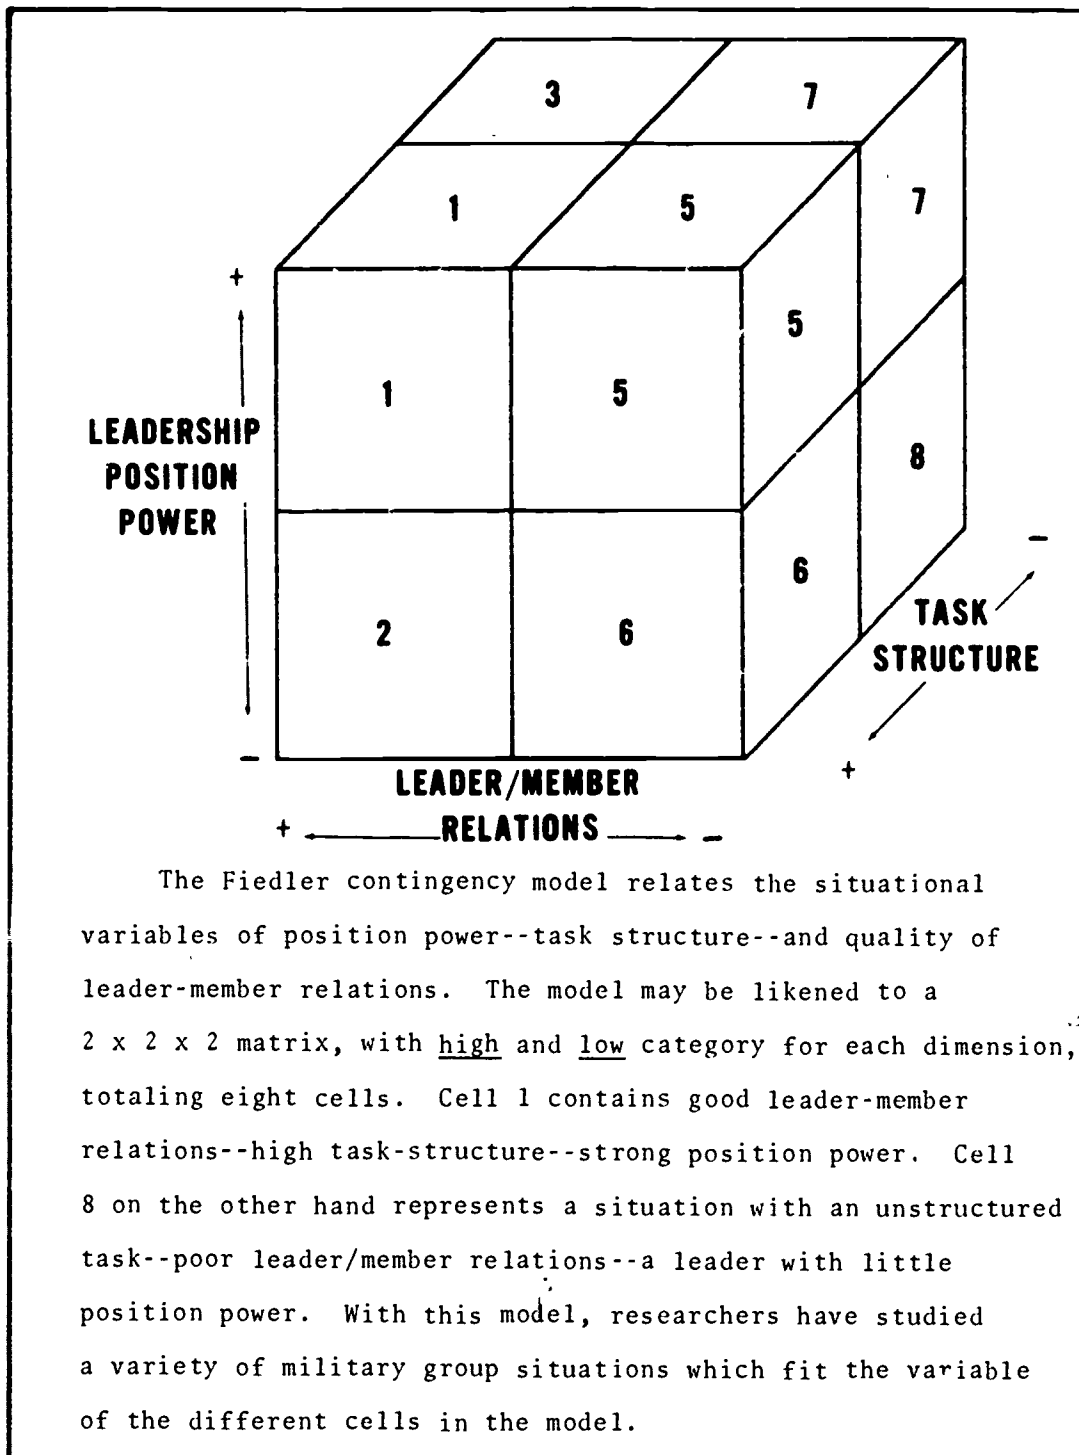 3 7
1 5
7
+
5
1 5
LEADERSHIP
POSITION
POWER
8
6
2 6
-
TASK
STRUCTURE
-
+
LEADER/MEMBER
+ RELATIONS -
The Fiedler contingency model relates the situational
variables of position power--task structure--and quality of
leader-member relations. The model may be likened to a
2 x 2 x 2 matrix, with high and low category for each dimension,
totaling eight cells. Cell 1 contains good leader-member
relations--high task-structure--strong position power. Cell
8 on the other hand represents a situation with an unstructured
task--poor leader/member relations--a leader with little
position power. With this model, researchers have studied
a variety of military group situations which fit the variable
of the different cells in the model.